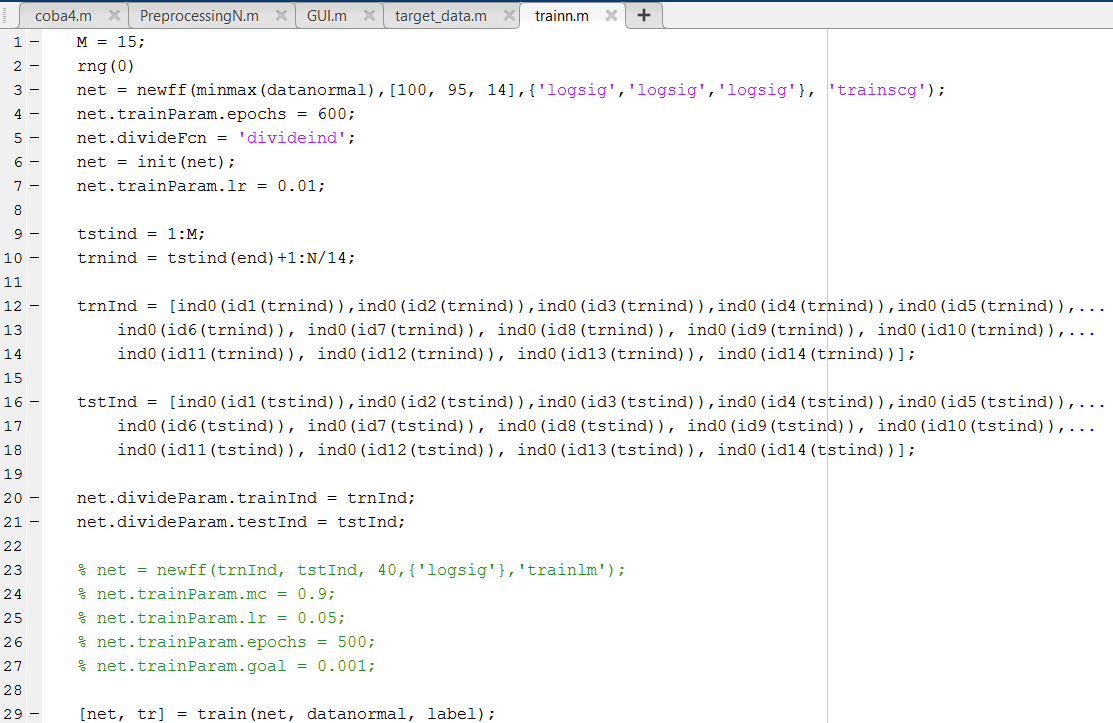 coba4.m PreprocessingN.m GUI.m target_data.m trainn.m
1 M = 15;
2 rng(0)
3 net = newff(minmax(datanormal),[100, 95, 14],{'logsig','logsig','logsig'}, 'trainscg');
4 net.trainParam.epochs = 600;
5 net.divideFcn = 'divideind';
6 net = init(net);
7 net.trainParam.lr = 0.01;
8
9 tstind = 1:M;
10 trnind = tstind(end)+1:N/14;
11
12 trnInd = [ind0(id1(trnind)),ind0(id2(trnind)),ind0(id3(trnind)),ind0(id4(trnind)),ind0(id5(trnind)),...
13 ind0(id6(trnind)), ind0(id7(trnind)), ind0(id8(trnind)), ind0(id9(trnind)), ind0(id10(trnind)),...
14 ind0(id11(trnind)), ind0(id12(trnind)), ind0(id13(trnind)), ind0(id14(trnind))];
15
16 tstInd = [ind0(id1(tstind)),ind0(id2(tstind)),ind0(id3(tstind)),ind0(id4(tstind)),ind0(id5(tstind)),...
17 ind0(id6(tstind)), ind0(id7(tstind)), ind0(id8(tstind)), ind0(id9(tstind)), ind0(id10(tstind)),...
18 ind0(id11(tstind)), ind0(id12(tstind)), ind0(id13(tstind)), ind0(id14(tstind))];
19
20 net.divideParam.trainInd = trnInd;
21 net.divideParam.testInd = tstInd;
22
23 % net = newff(trnInd, tstInd, 40,{'logsig'},'trainlm');
24 % net.trainParam.mc = 0.9;
25 % net.trainParam.lr = 0.05;
26 % net.trainParam.epochs = 500;
27 % net.trainParam.goal = 0.001;
28
29 [net, tr] = train(net, datanormal, label);